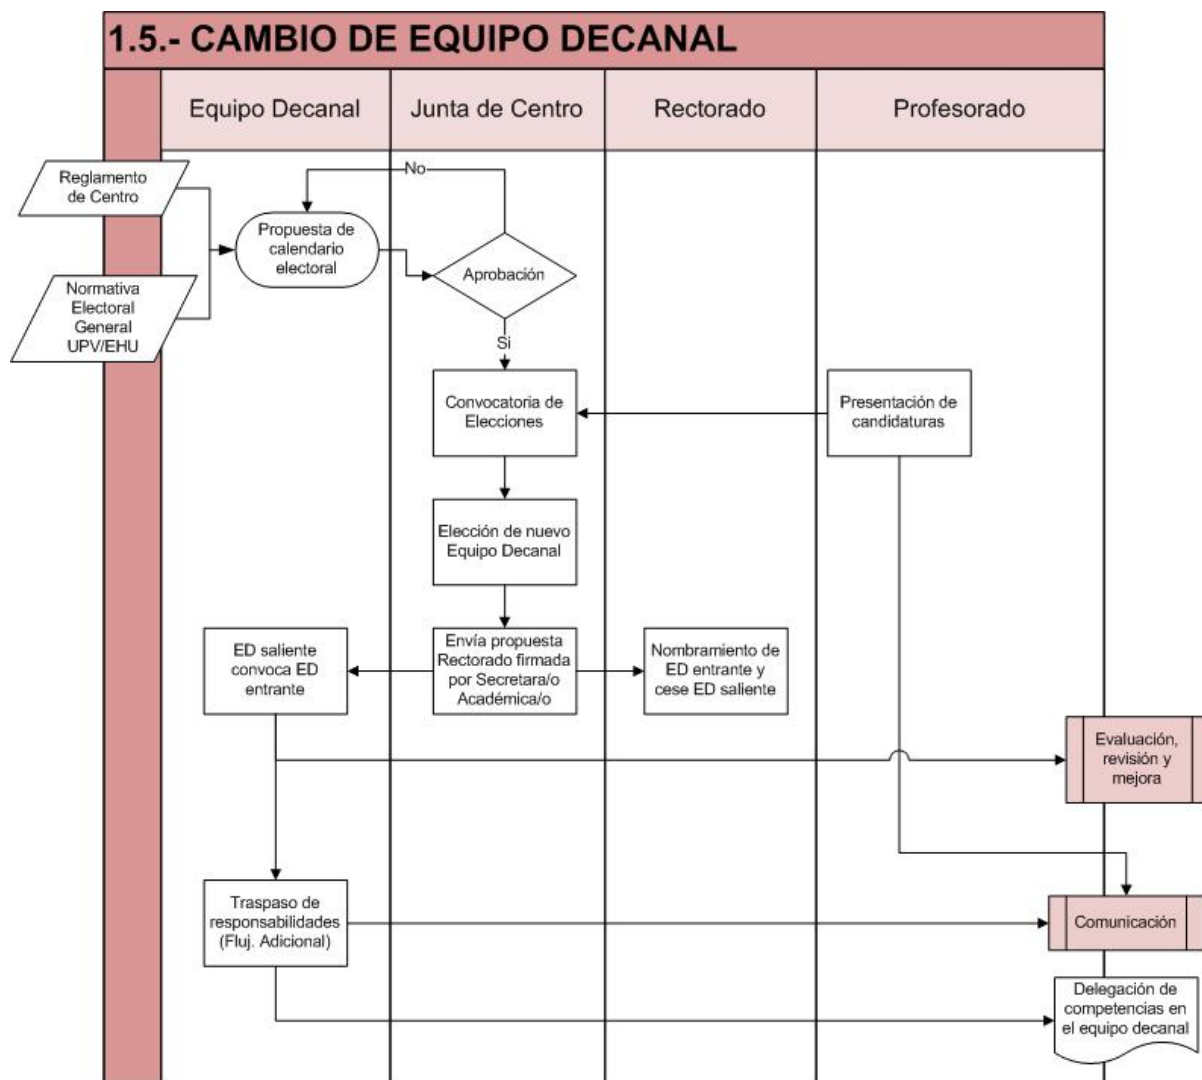 1.5.- CAMBIO DE EQUIPO DECANAL
Equipo Decanal
Junta de Centro
Rectorado
Profesorado
Reglamento
de Centro
No
Propuesta de
calendario
electoral
Aprobación
Normativa
Electoral
General
UPV/EHU
Si
Convocatoria de
Elecciones
Presentación de
candidaturas
Elección de nuevo
Equipo Decanal
ED saliente
convoca ED
entrante
Envía propuesta
Rectorado firmada
por Secretara/o
Académica/o
Nombramiento de
ED entrante y
cese ED saliente
Evaluación,
revisión y
mejora
Traspaso de
responsabilidades
(Fluj. Adicional)
Comunicación
Delegación de
competencias en
el equipo decanal